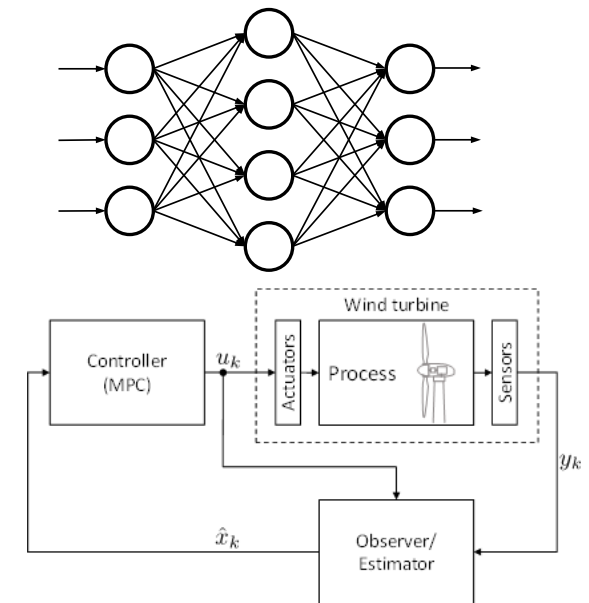 Wind turbine
Controller
(MPC)
u_k
Actuators
Process
Sensors
y_k
x̂_k
Observer/
Estimator